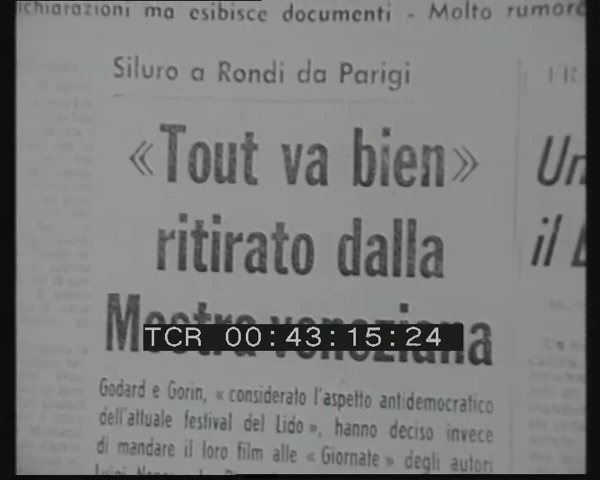 ichiarazioni ma esibisce documenti - Molto rumore
Siluro a Rondi da Parigi
«Tout va bien»
ritirato dalla
Mostra veneziana
TCR 00:43:15:24
Godard e Gorin, « considerato l'aspetto antidemocratico
dell'attuale festival del Lido », hanno deciso invece
di mandare il loro film alle « Giornate » degli autori
Un
il